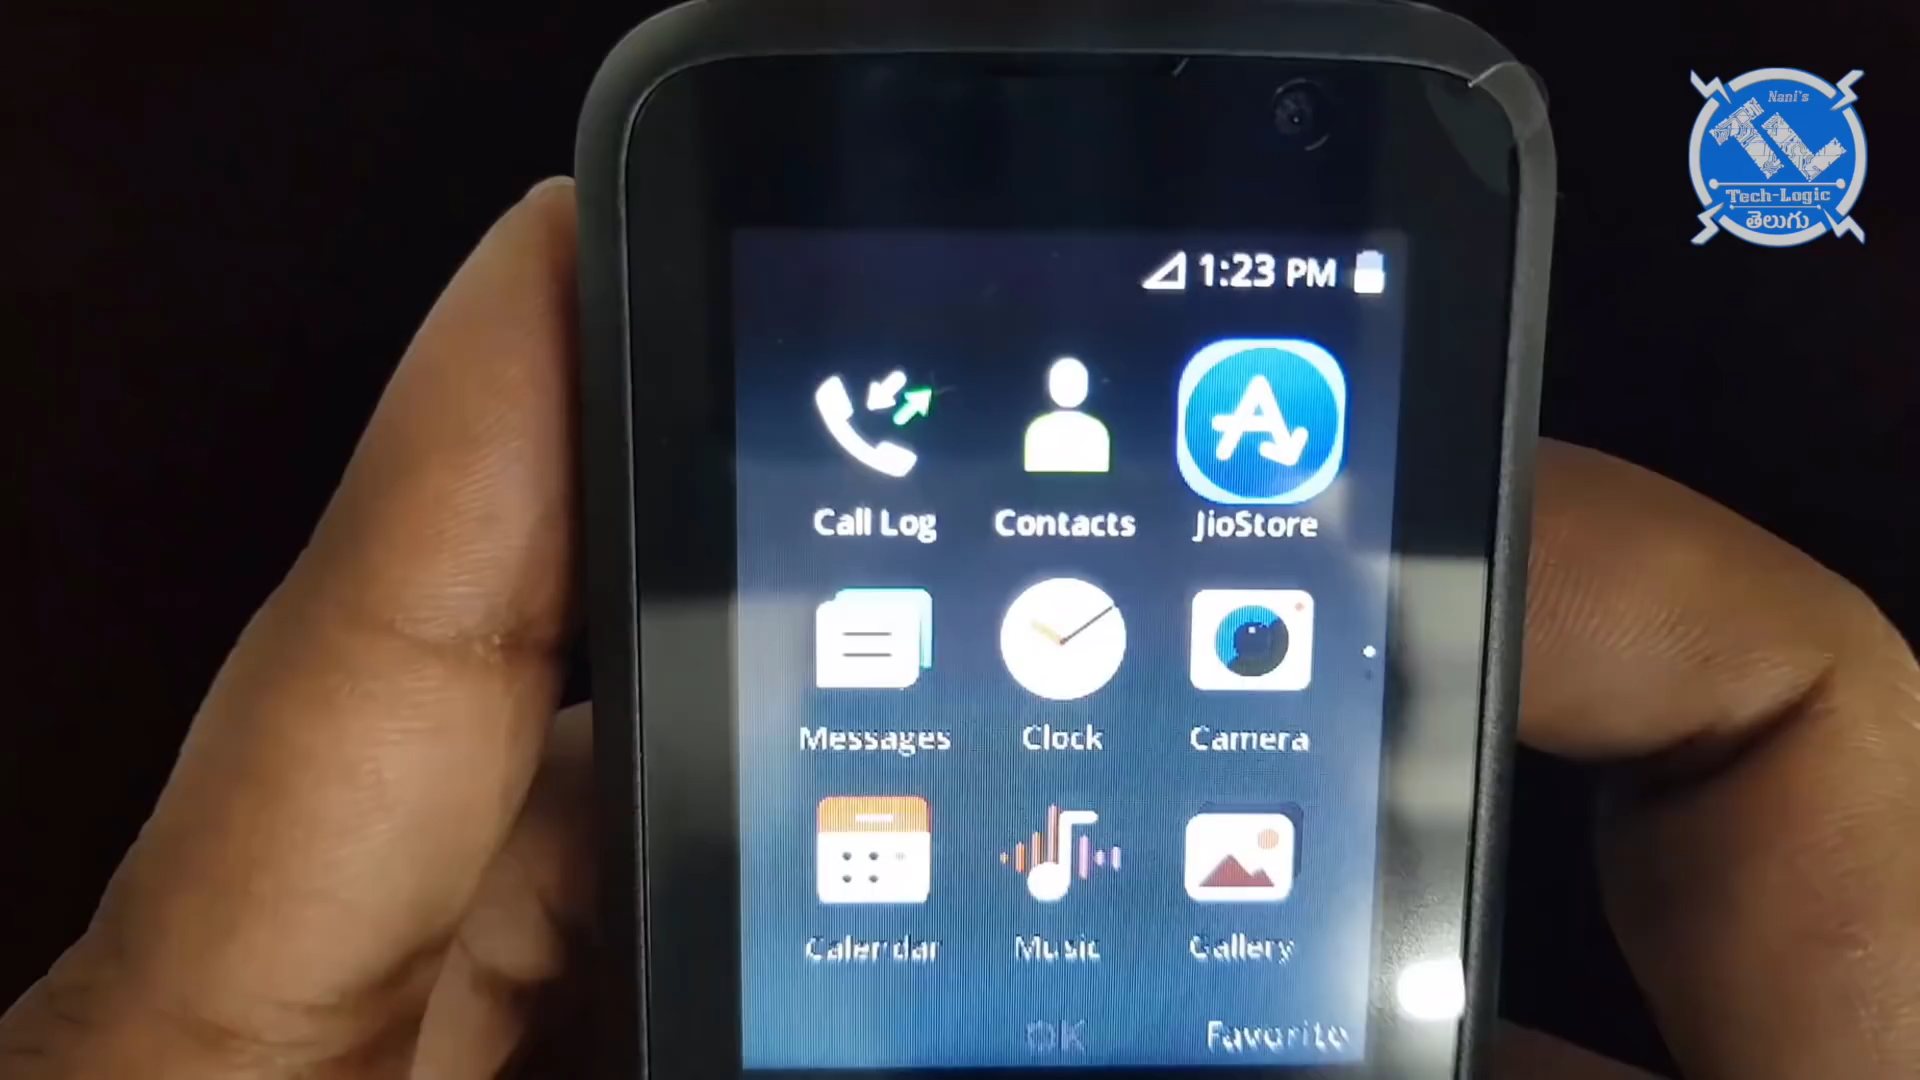 Nani's
Tech-Logic
తెలుగు
1:23 PM
Call Log Contacts JioStore
Messages Clock Camera
Calendar Music Gallery
OK Favorite